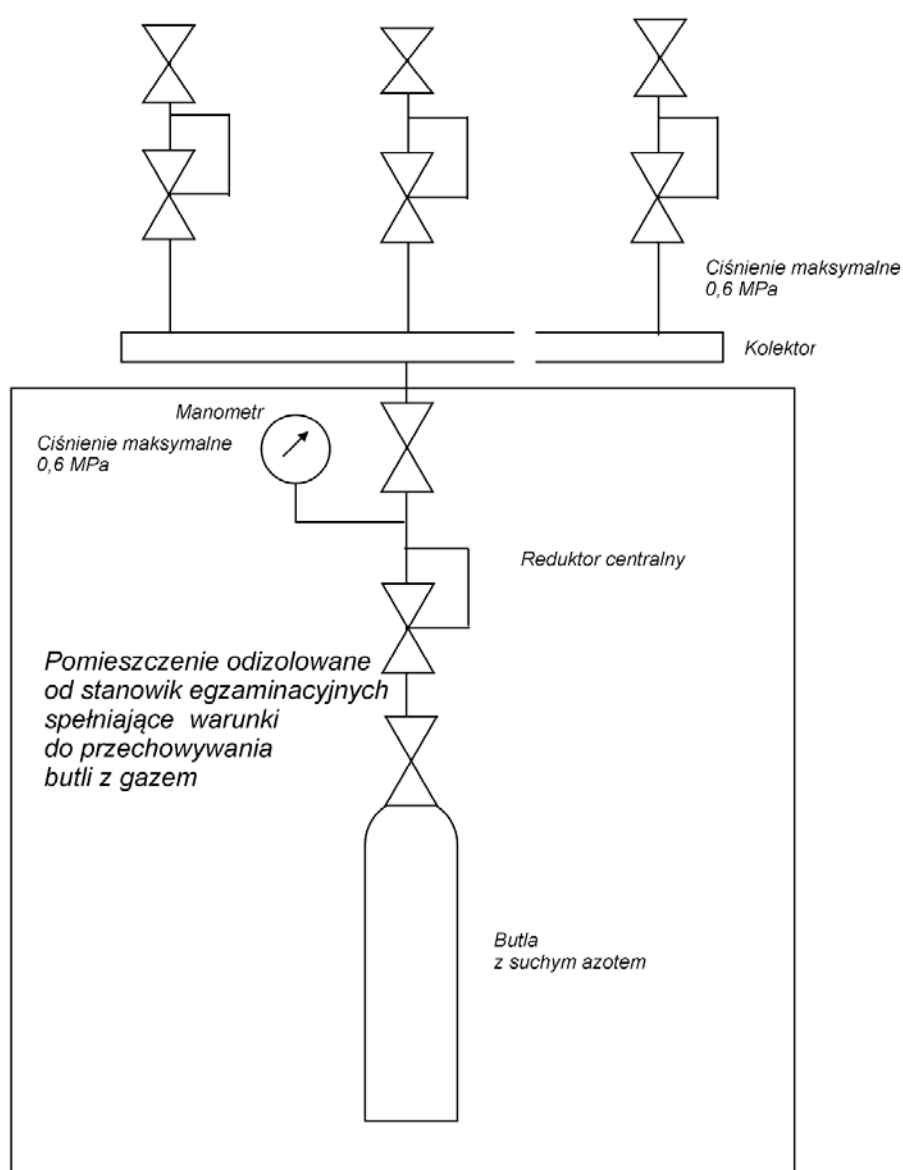 Ciśnienie maksymalne
0,6 MPa
Kolektor
Manometr
Ciśnienie maksymalne
0,6 MPa
Reduktor centralny
Pomieszczenie odizolowane
od stanowik egzaminacyjnych
spełniające warunki
do przechowywania
butli z gazem
Butla
z suchym azotem